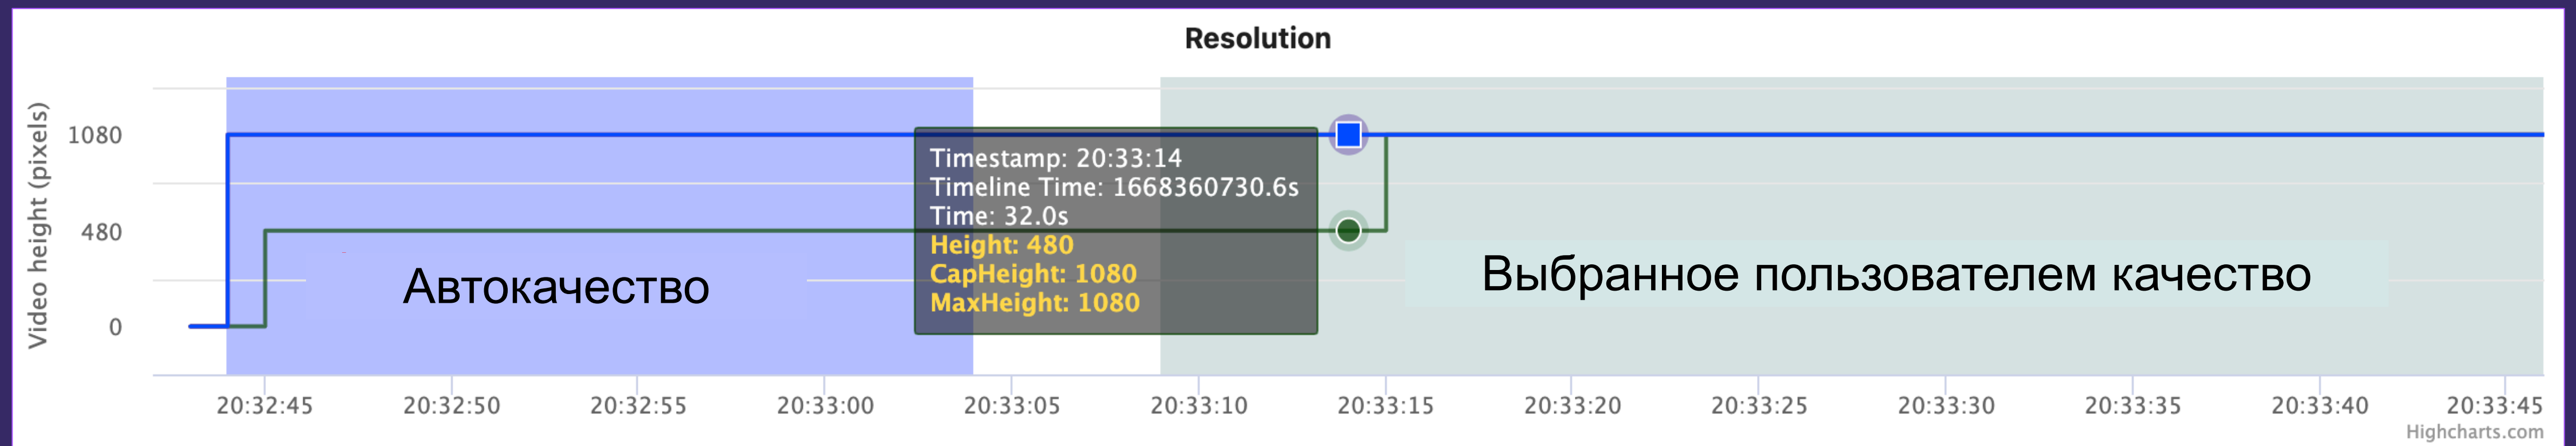 Resolution
Video height (pixels)
1080
480
0
Timestamp: 20:33:14
Timeline Time: 1668360730.6s
Time: 32.0s
Height: 480
CapHeight: 1080
MaxHeight: 1080
Автокачество
Выбранное пользователем качество
20:32:45 20:32:50 20:32:55 20:33:00 20:33:05 20:33:10 20:33:15 20:33:20 20:33:25 20:33:30 20:33:35 20:33:40 20:33:45
Highcharts.com